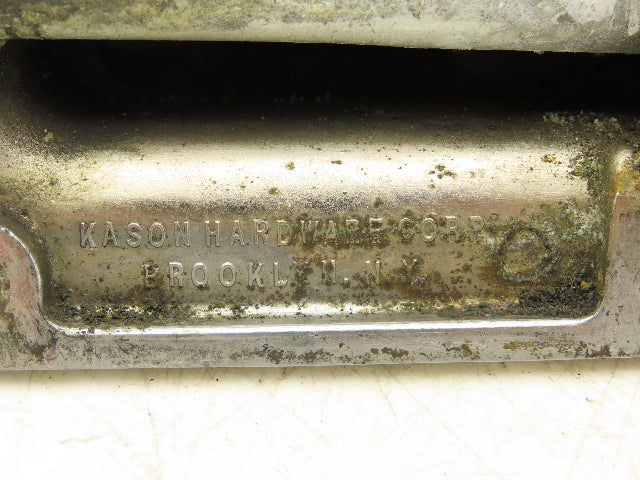 KASON HARDWARE CORP.
BROOKLYN, N.Y.